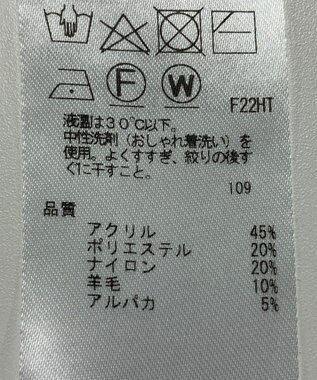 F W F22HT
液温は30℃以下。
中性洗剤（おしゃれ着洗い）を
使用。よくすすぎ、絞りの後す
ぐに干すこと。
109
品質
アクリル 45%
ポリエステル 20%
ナイロン 20%
羊毛 10%
アルパカ 5%